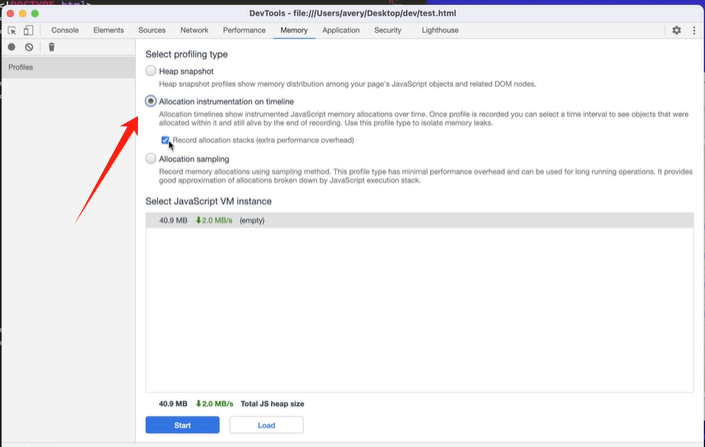 DevTools - file:///Users/avery/Desktop/dev/test.html
Console Elements Sources Network Performance Memory Application Security Lighthouse
Profiles
Select profiling type
Heap snapshot
Heap snapshot profiles show memory distribution among your page's JavaScript objects and related DOM nodes.
Allocation instrumentation on timeline
Allocation timelines show instrumented JavaScript memory allocations over time. Once profile is recorded you can select a time interval to see objects that were
allocated within it and still alive by the end of recording. Use this profile type to isolate memory leaks.
Record allocation stacks (extra performance overhead)
Allocation sampling
Record memory allocations using sampling method. This profile type has minimal performance overhead and can be used for long running operations. It provides
good approximation of allocations broken down by JavaScript execution stack.
Select JavaScript VM instance
40.9 MB 2.0 MB/s (empty)
40.9 MB 2.0 MB/s Total JS heap size
Start Load